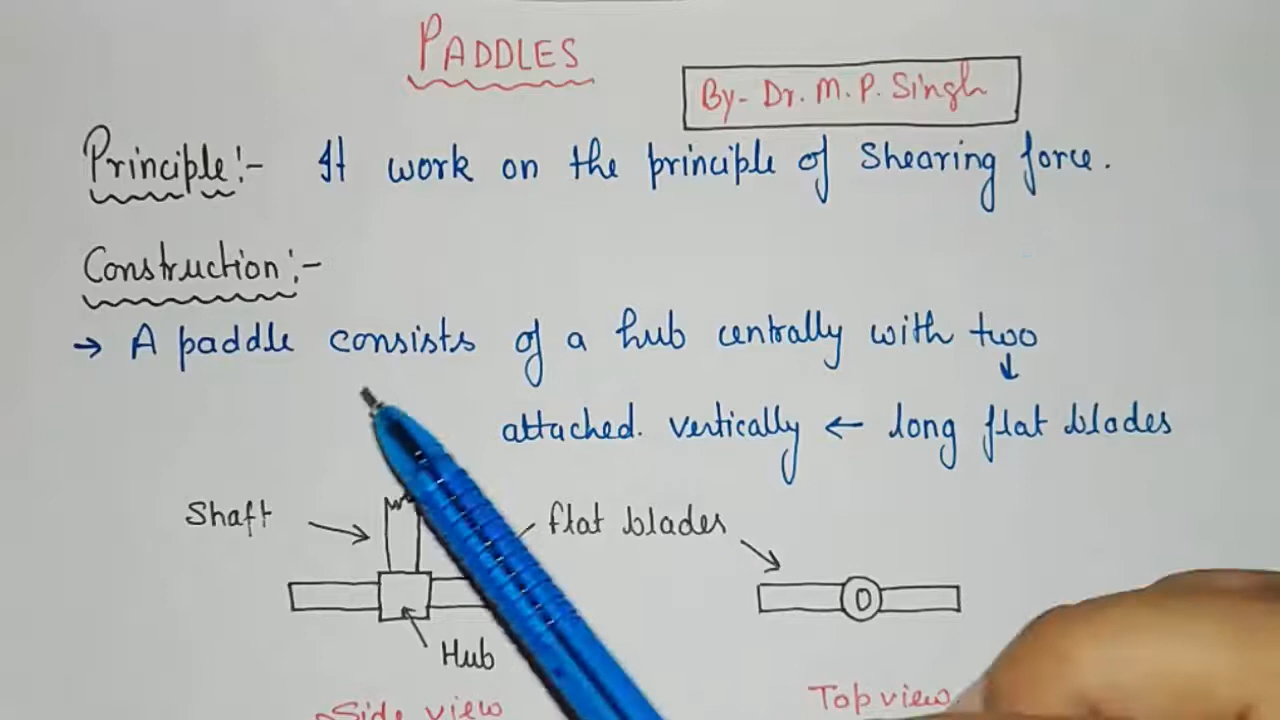 PADDLES
By- Dr. M. P. Singh
Principle:- It work on the principle of Shearing force.
Construction:-
→ A paddle consists of a hub centrally with two
↓
attached. vertically ← long flat blades
Shaft
flat blades
Hub
Side view
Top view